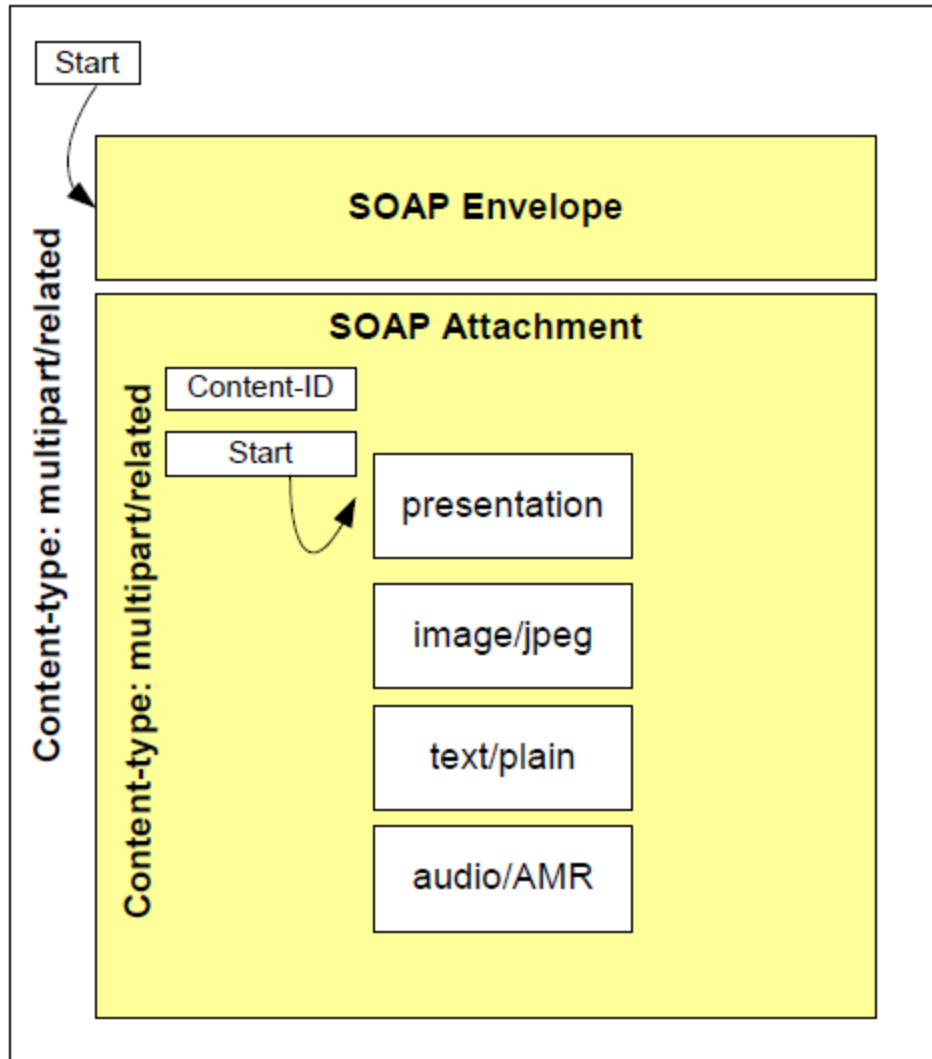 Start
SOAP Envelope
Content-type: multipart/related
SOAP Attachment
Content-type: multipart/related
Content-ID
Start
presentation
image/jpeg
text/plain
audio/AMR